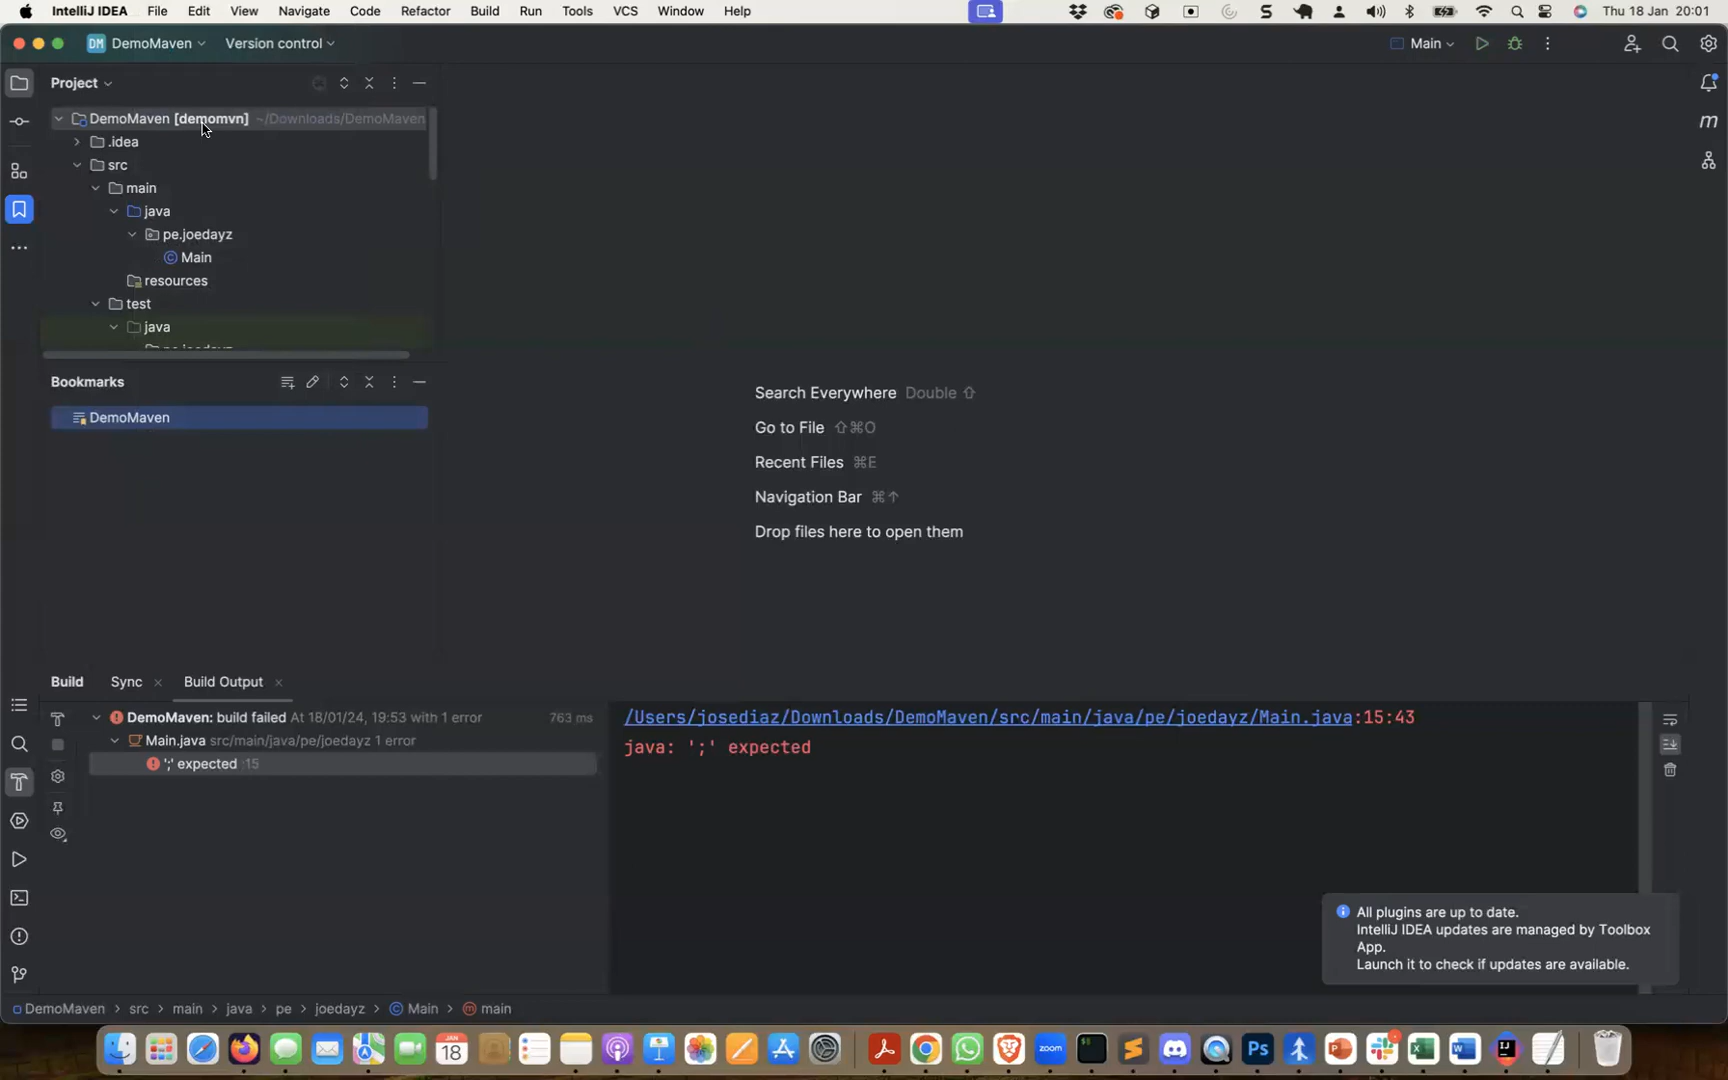 IntelliJ IDEA File Edit View Navigate Code Refactor Build Run Tools VCS Window Help Thu 18 Jan 20:01
DM DemoMaven Version control Main
Project
DemoMaven [demomvn] ~/Downloads/DemoMaven
.idea
src
main
java
pe.joedayz
Main
resources
test
java
Bookmarks
DemoMaven
Search Everywhere Double ⇧
Go to File ⇧⌘O
Recent Files ⌘E
Navigation Bar ⌘↑
Drop files here to open them
Build Sync Build Output
DemoMaven: build failed At 18/01/24, 19:53 with 1 error 763 ms
Main.java src/main/java/pe/joedayz 1 error
';' expected :15
/Users/josediaz/Downloads/DemoMaven/src/main/java/pe/joedayz/Main.java:15:43
java: ';' expected
All plugins are up to date.
IntelliJ IDEA updates are managed by Toolbox
App.
Launch it to check if updates are available.
DemoMaven > src > main > java > pe > joedayz > Main > main
JAN
18
zoom
Ps